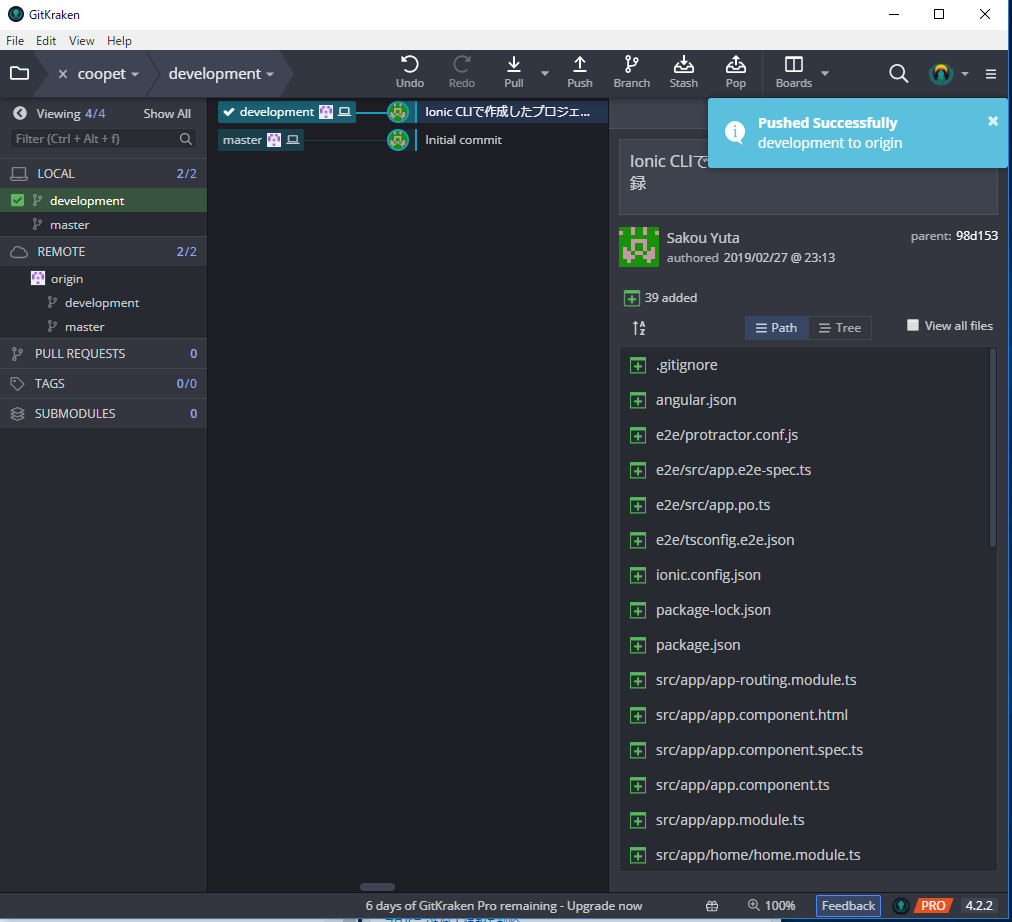 GitKraken
File Edit View Help
coopet development Undo Redo Pull Push Branch Stash Pop Boards
Viewing 4/4 Show All
Filter (Ctrl + Alt + f)
LOCAL 2/2
development
master
REMOTE 2/2
origin
development
master
PULL REQUESTS 0
TAGS 0/0
SUBMODULES 0
development Ionic CLIで作成したプロジェ...
master Initial commit
Pushed Successfully
development to origin
Ionic CLIで
録
Sakou Yuta parent: 98d153
authored 2019/02/27 @ 23:13
39 added
Path Tree View all files
.gitignore
angular.json
e2e/protractor.conf.js
e2e/src/app.e2e-spec.ts
e2e/src/app.po.ts
e2e/tsconfig.e2e.json
ionic.config.json
package-lock.json
package.json
src/app/app-routing.module.ts
src/app/app.component.html
src/app/app.component.spec.ts
src/app/app.component.ts
src/app/app.module.ts
src/app/home/home.module.ts
6 days of GitKraken Pro remaining - Upgrade now 100% Feedback PRO 4.2.2